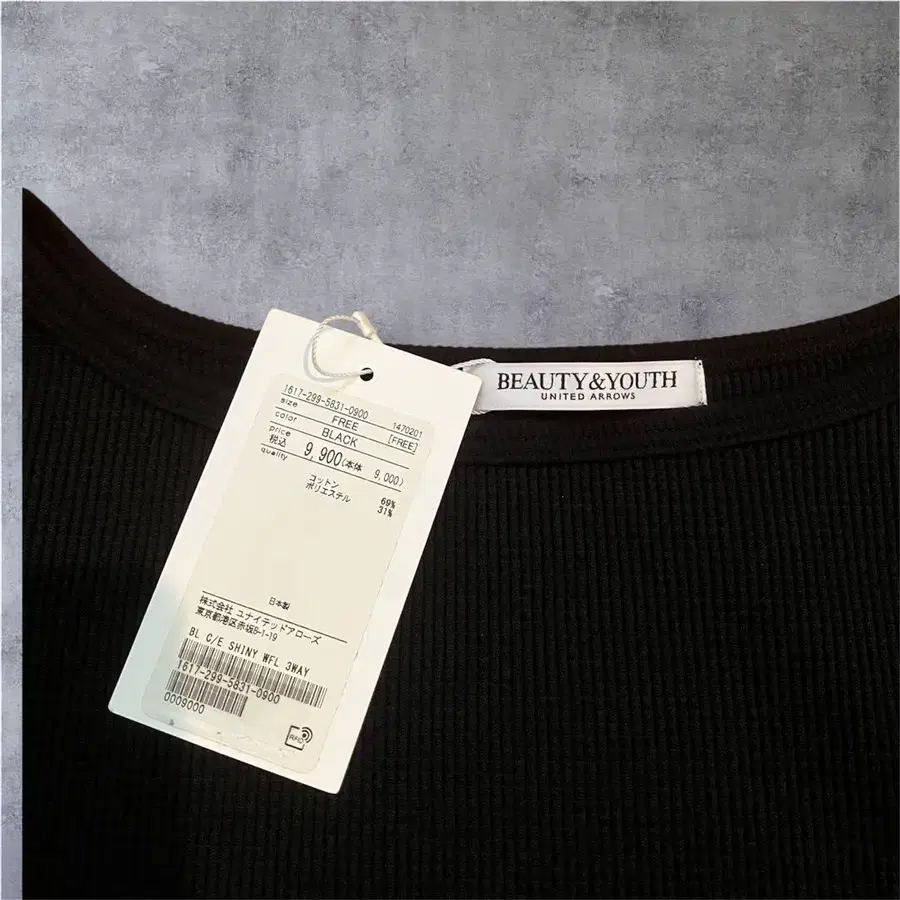 BEAUTY&YOUTH
UNITED ARROWS
1617-299-5831-0900
1470201
size FREE [FREE]
color BLACK
price
税込 9,900(本体 9,000)
quality
コットン 69%
ポリエステル 31%
日本製
株式会社 ユナイテッドアローズ
東京都港区赤坂8-1-19
BL C/E SHINY WFL 3WAY
1617-299-5831-0900
0009000
RFID